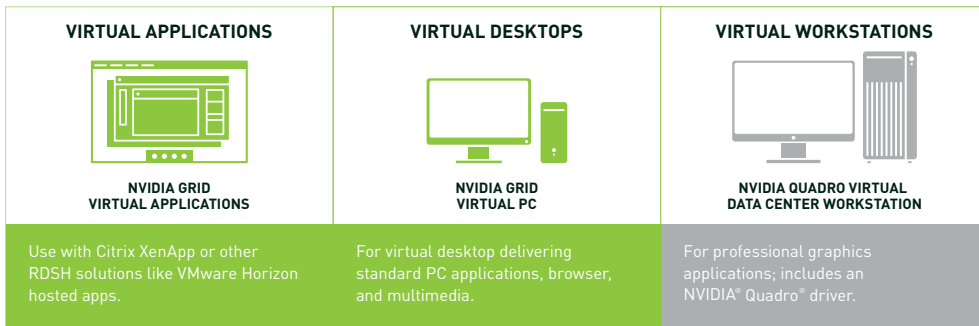 VIRTUAL APPLICATIONS
NVIDIA GRID
VIRTUAL APPLICATIONS
Use with Citrix XenApp or other
RDSH solutions like VMware Horizon
hosted apps.
VIRTUAL DESKTOPS
NVIDIA GRID
VIRTUAL PC
For virtual desktop delivering
standard PC applications, browser,
and multimedia.
VIRTUAL WORKSTATIONS
NVIDIA QUADRO VIRTUAL
DATA CENTER WORKSTATION
For professional graphics
applications; includes an
NVIDIA® Quadro® driver.